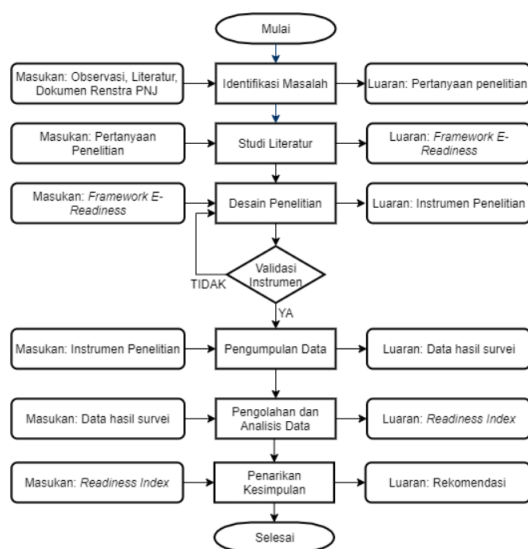 Mulai
Masukan: Observasi, Literatur,
Dokumen Renstra PNJ
Identifikasi Masalah
Luaran: Pertanyaan penelitian
Masukan: Pertanyaan
Penelitian
Studi Literatur
Luaran: Framework E-
Readiness
Masukan: Framework E-
Readiness
Desain Penelitian
Luaran: Instrumen Penelitian
Validasi
Instrumen
TIDAK
YA
Masukan: Instrumen Penelitian
Pengumpulan Data
Luaran: Data hasil survei
Masukan: Data hasil survei
Pengolahan dan
Analisis Data
Luaran: Readiness Index
Masukan: Readiness Index
Penarikan
Kesimpulan
Luaran: Rekomendasi
Selesai